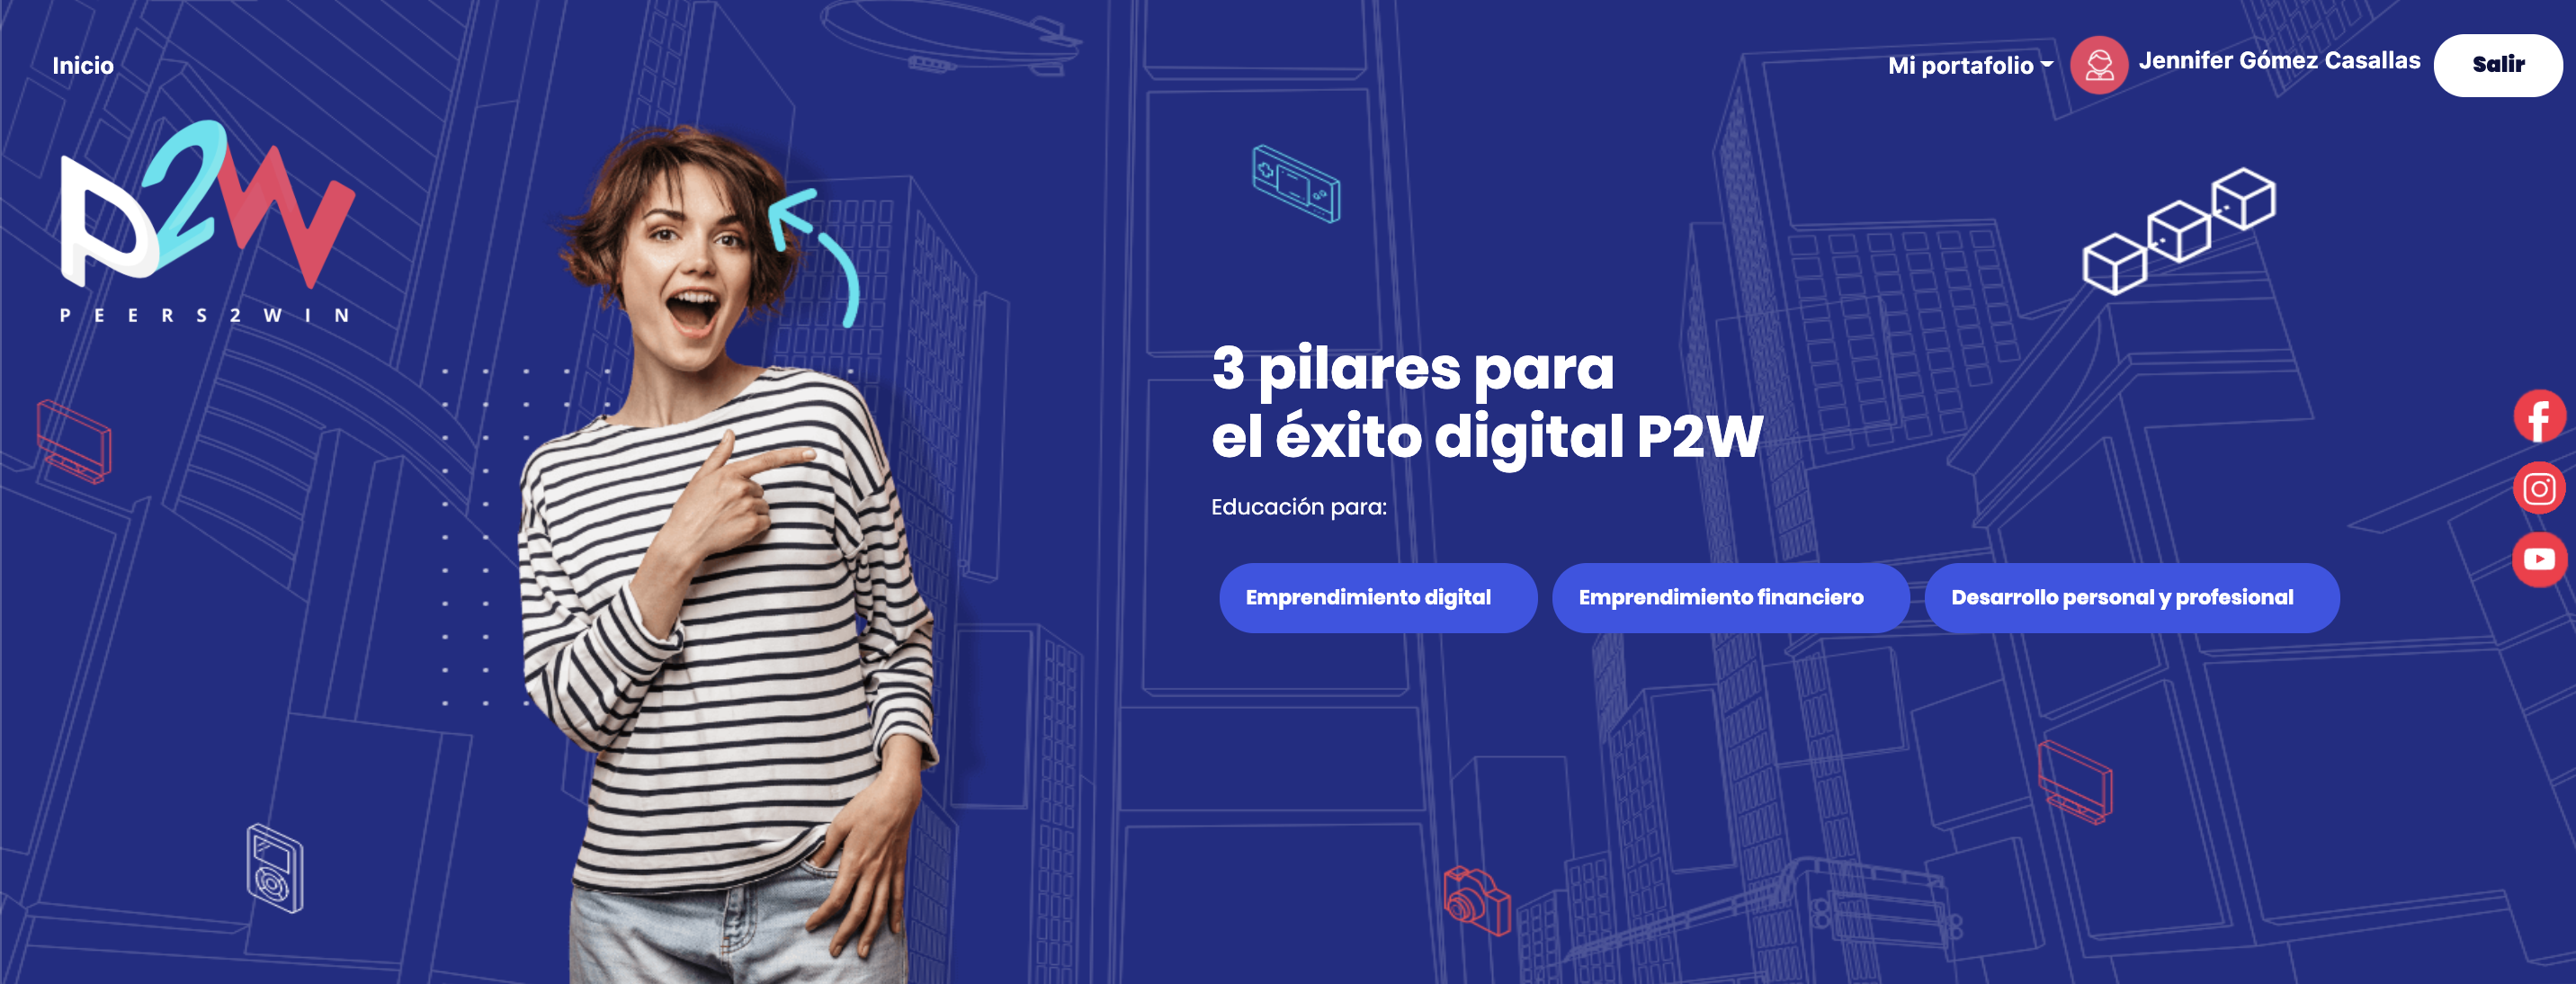 Inicio
Mi portafolio
Jennifer Gómez Casallas
Salir
P2W
PEERS2WIN
3 pilares para
el éxito digital P2W
Educación para:
Emprendimiento digital
Emprendimiento financiero
Desarrollo personal y profesional